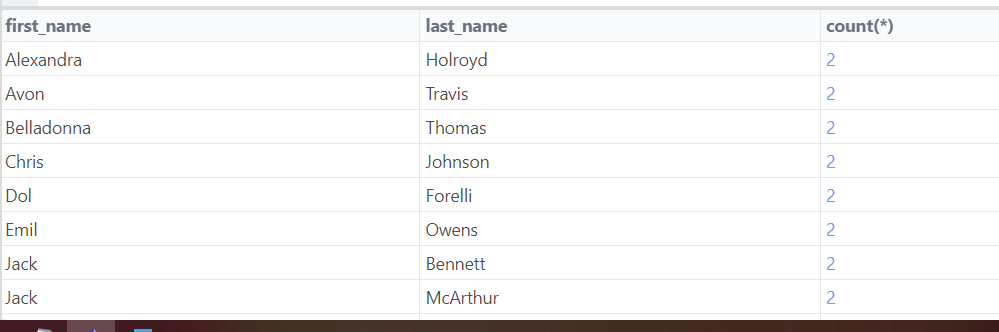 first_name last_name count(*)
Alexandra Holroyd 2
Avon Travis 2
Belladonna Thomas 2
Chris Johnson 2
Dol Forelli 2
Emil Owens 2
Jack Bennett 2
Jack McArthur 2